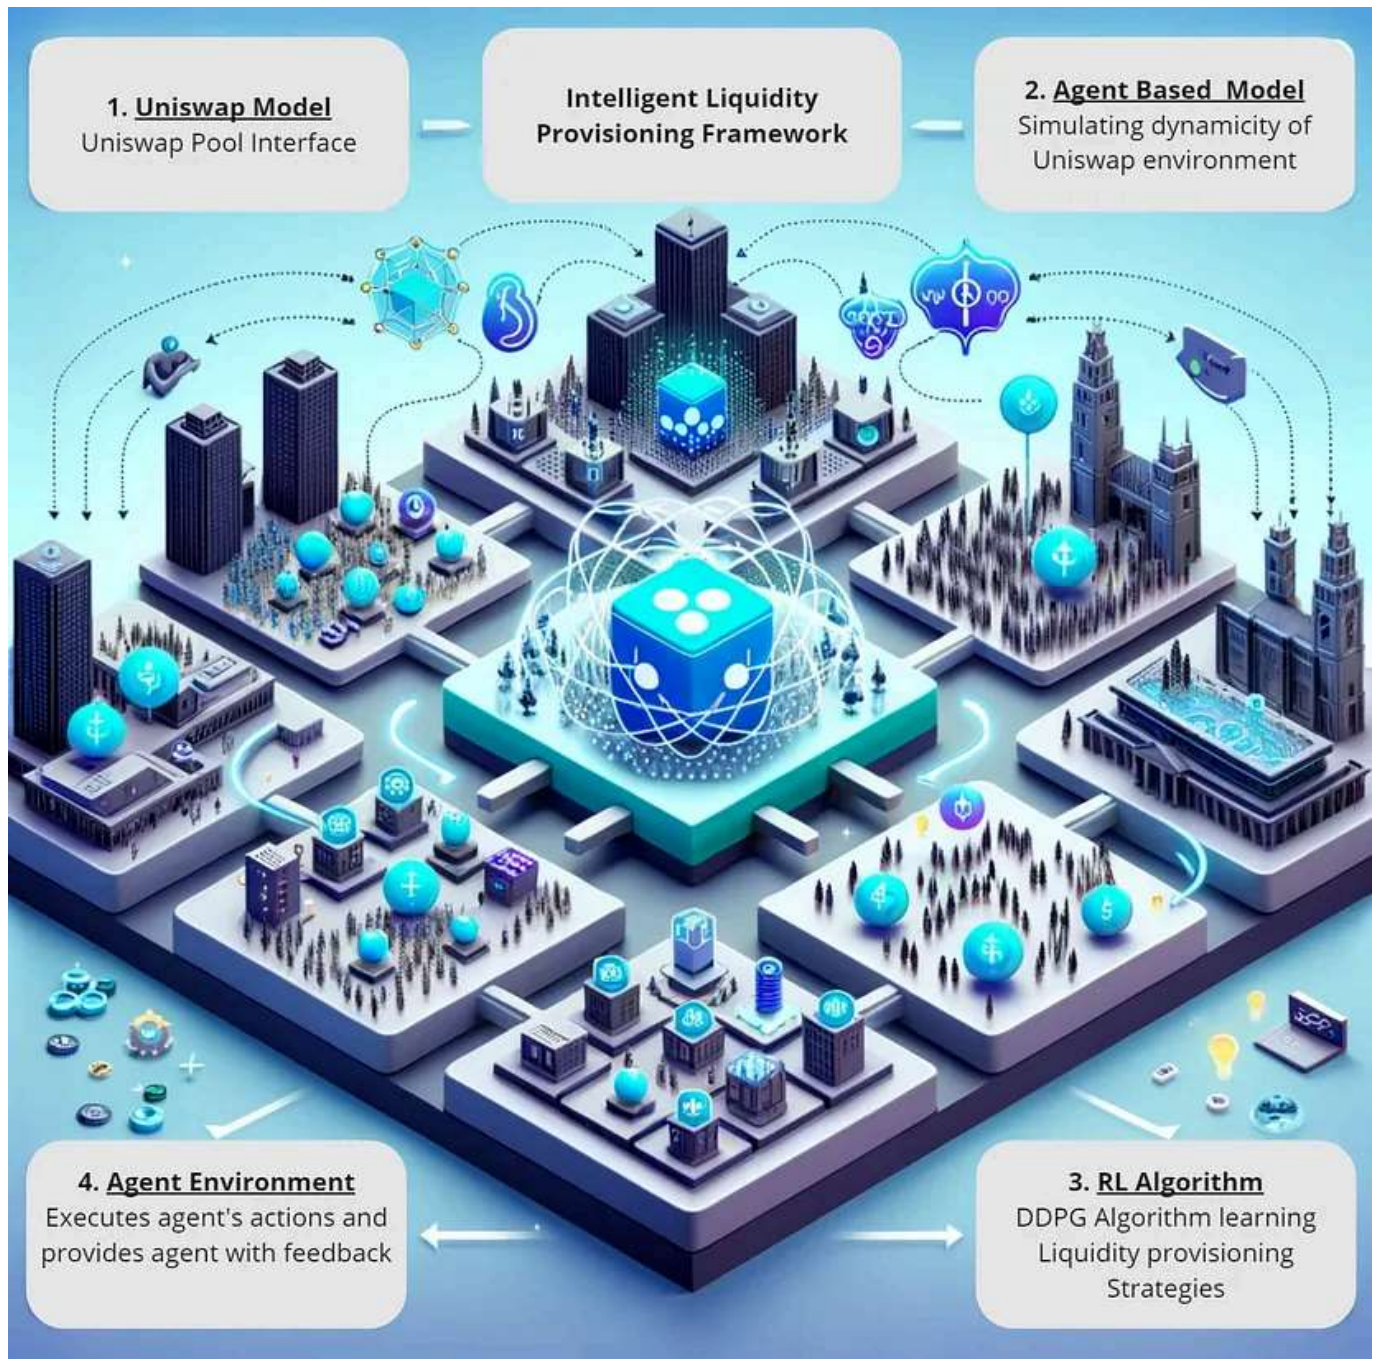 1. Uniswap Model
Uniswap Pool Interface
Intelligent Liquidity
Provisioning Framework
2. Agent Based Model
Simulating dynamicity of
Uniswap environment
4. Agent Environment
Executes agent's actions and
provides agent with feedback
3. RL Algorithm
DDPG Algorithm learning
Liquidity provisioning
Strategies